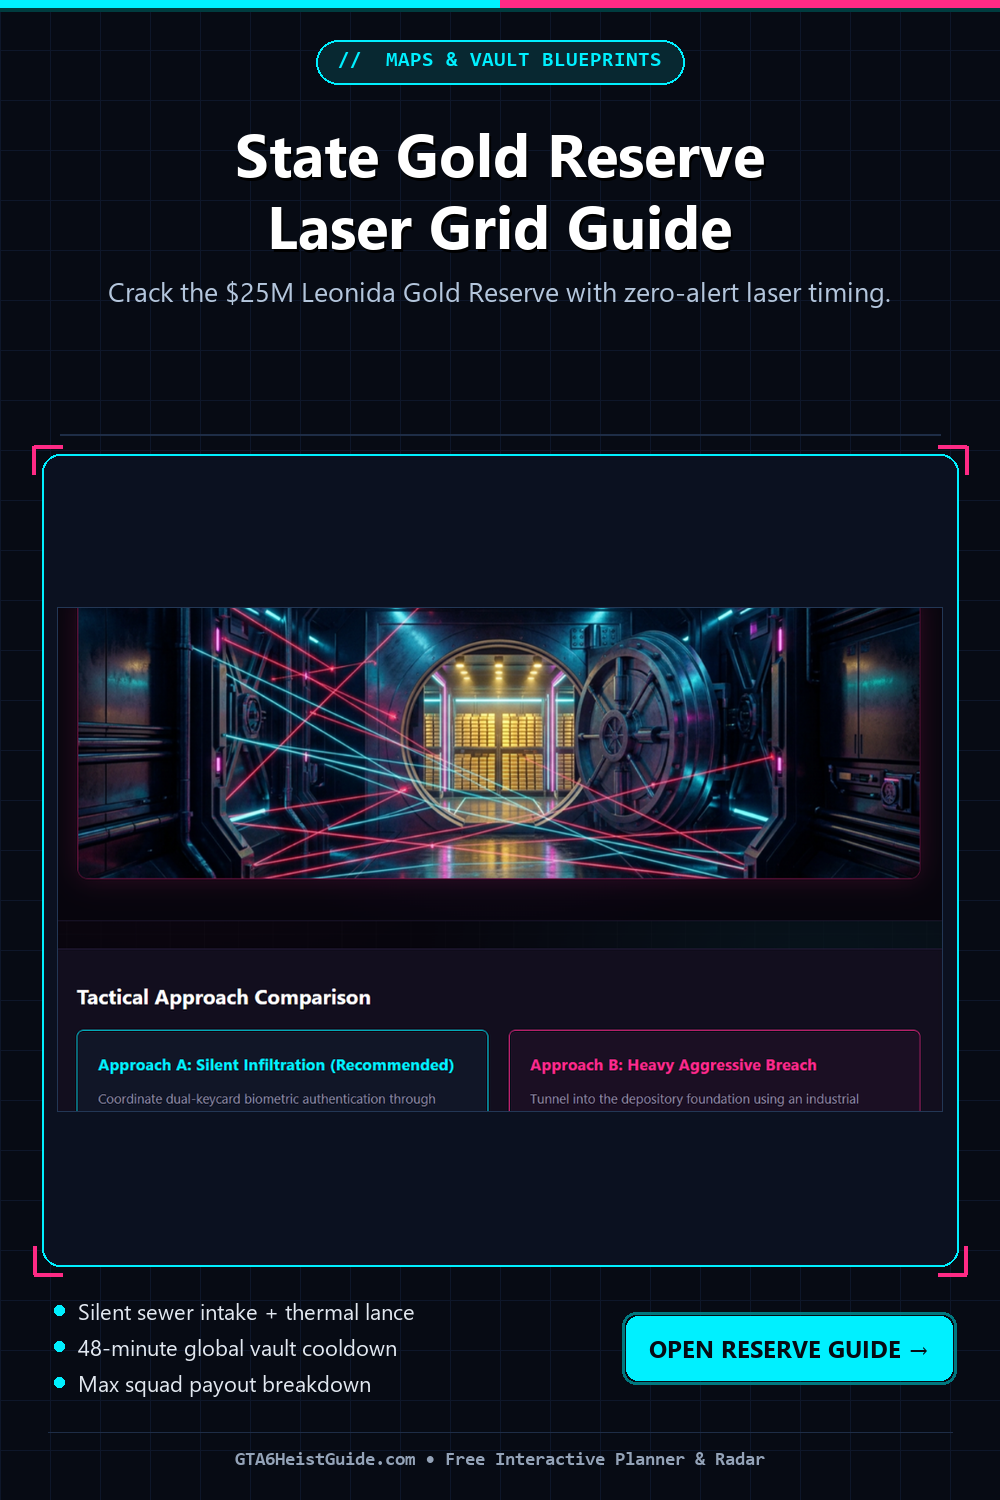 // MAPS & VAULT BLUEPRINTS
State Gold Reserve
Laser Grid Guide
Crack the $25M Leonida Gold Reserve with zero-alert laser timing.
Tactical Approach Comparison
Approach A: Silent Infiltration (Recommended)
Coordinate dual-keycard biometric authentication through
Approach B: Heavy Aggressive Breach
Tunnel into the depository foundation using an industrial
Silent sewer intake + thermal lance
48-minute global vault cooldown
Max squad payout breakdown
OPEN RESERVE GUIDE →
GTA6HeistGuide.com • Free Interactive Planner & Radar